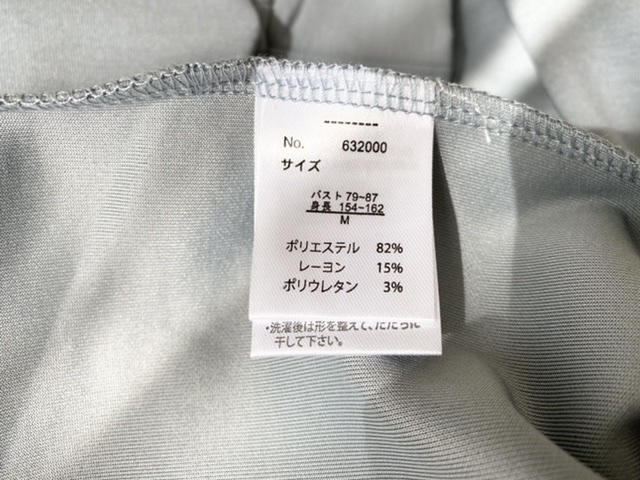 --------
No. 632000
サイズ
バスト 79~87
身長 154-162
M
ポリエステル 82%
レーヨン 15%
ポリウレタン 3%
・洗濯後は形を整えて、ただちに
干して下さい。